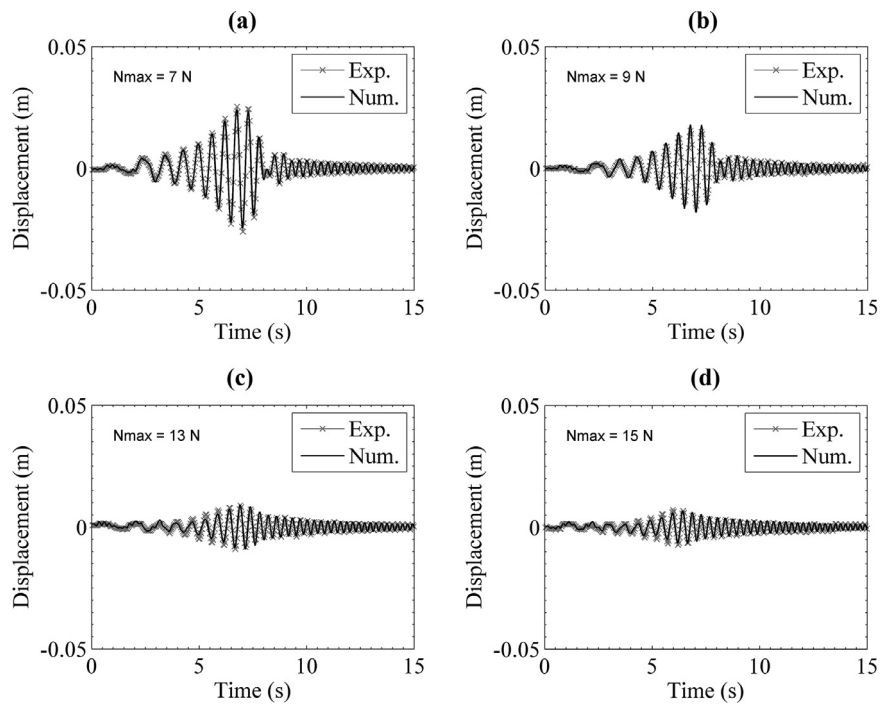 (a)
0.05
0
-0.05
Displacement (m)
Nmax = 7 N
Exp.
Num.
0
5
10
15
Time (s)
(b)
0.05
0
-0.05
Displacement (m)
Nmax = 9 N
Exp.
Num.
0
5
10
15
Time (s)
(c)
0.05
0
-0.05
Displacement (m)
Nmax = 13 N
Exp.
Num.
0
5
10
15
Time (s)
(d)
0.05
0
-0.05
Displacement (m)
Nmax = 15 N
Exp.
Num.
0
5
10
15
Time (s)